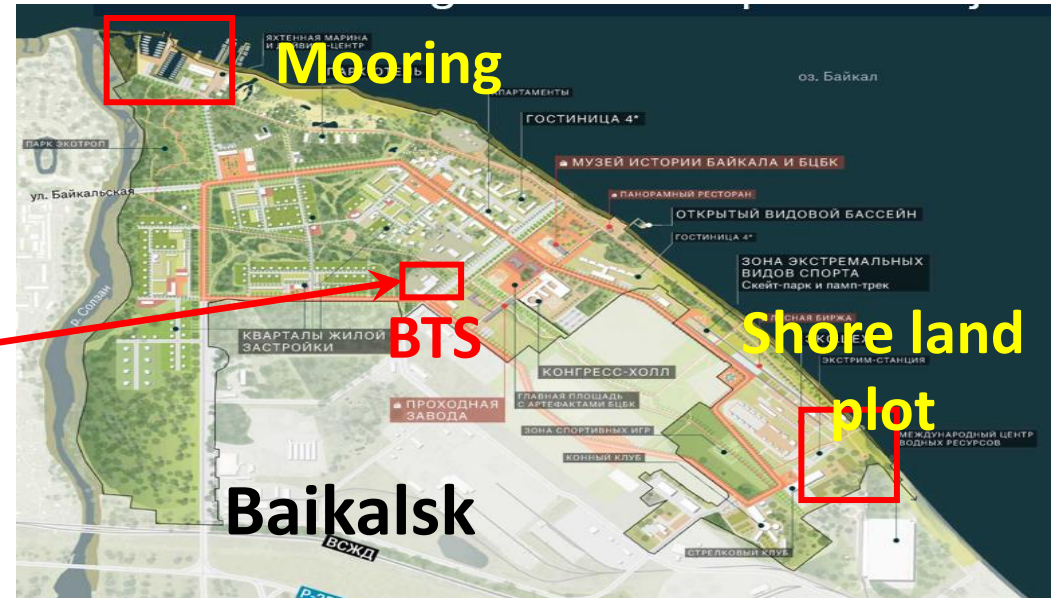 ЯХТЕННАЯ МАРИНА
Mooring
оз. Байкал
ГОСТИНИЦА 4*
ПАРК ЭКОТРОП
МУЗЕЙ ИСТОРИИ БАЙКАЛА И БЦБК
ул. Байкальская
ПАНОРАМНЫЙ РЕСТОРАН
ОТКРЫТЫЙ ВИДОВОЙ БАССЕЙН
ГОСТИНИЦА 4*
ЗОНА ЭКСТРЕМАЛЬНЫХ
ВИДОВ СПОРТА
Скейт-парк и памп-трек
р. Солзан
BTS
Shore land
plot
КВАРТАЛЫ ЖИЛОЙ
ЗАСТРОЙКИ
ЭКСТРИМ-СТАНЦИЯ
КОНГРЕСС-ХОЛЛ
ПРОХОДНАЯ
ЗАВОДА
ГЛАВНАЯ ПЛОЩАДЬ
С АРТЕФАКТАМИ БЦБК
ЗОНА СПОРТИВНЫХ ИГР
МЕЖДУНАРОДНЫЙ ЦЕНТР
ВОДНЫХ РЕСУРСОВ
КОННЫЙ КЛУБ
Baikalsk
ВСЖД
СТРЕЛКОВЫЙ КЛУБ